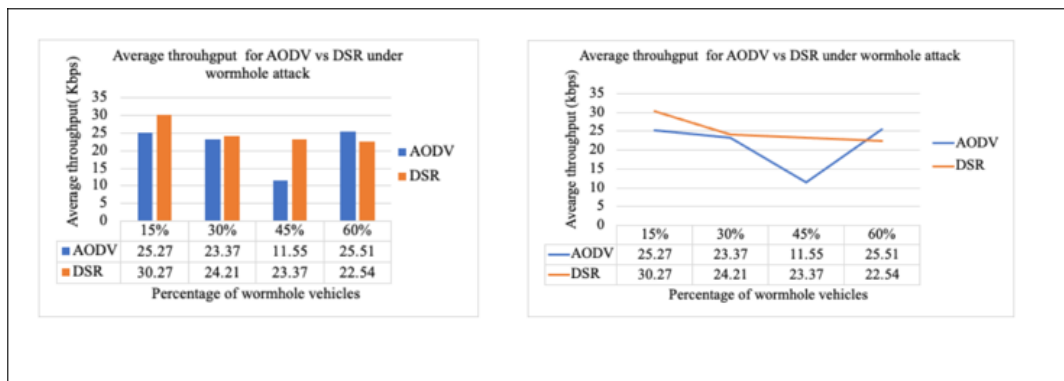 Average throuhgput for AODV vs DSR under
wormhole attack
Average throughput( Kbps)
35
30
25
20
15
10
5
0
AODV
DSR
15% 30% 45% 60%
AODV 25.27 23.37 11.55 25.51
DSR 30.27 24.21 23.37 22.54
Percentage of wormhole vehicles
Average throuhgput for AODV vs DSR under wormhole attack
Avearge throughput (kbps)
35
30
25
20
15
10
5
0
AODV
DSR
15% 30% 45% 60%
AODV 25.27 23.37 11.55 25.51
DSR 30.27 24.21 23.37 22.54
Percentage of wormhole vehicles